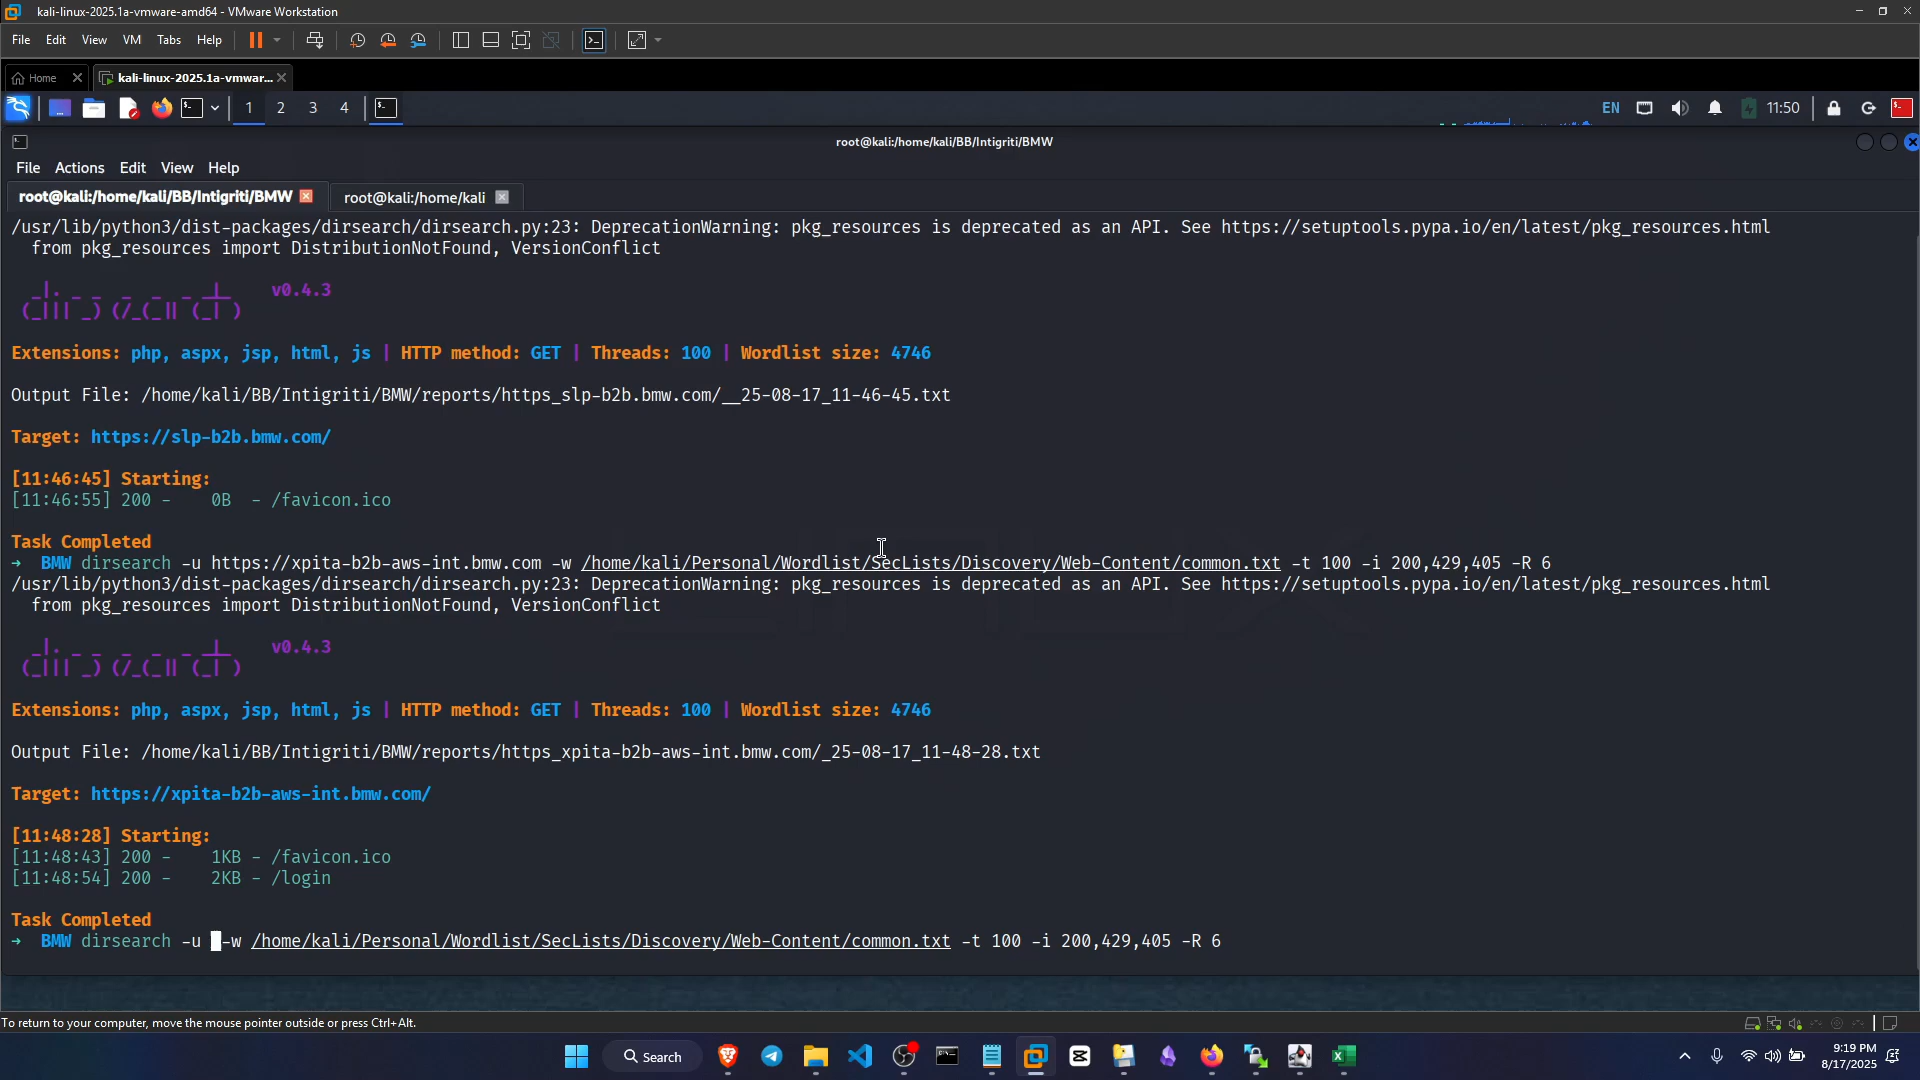 kali-linux-2025.1a-vmware-amd64 - VMware Workstation
File Edit View VM Tabs Help
Home kali-linux-2025.1a-vmwar...
1 2 3 4 EN 11:50
root@kali:/home/kali/BB/Intigriti/BMW
File Actions Edit View Help
root@kali:/home/kali/BB/Intigriti/BMW root@kali:/home/kali
/usr/lib/python3/dist-packages/dirsearch/dirsearch.py:23: DeprecationWarning: pkg_resources is deprecated as an API. See https://setuptools.pypa.io/en/latest/pkg_resources.html
from pkg_resources import DistributionNotFound, VersionConflict
_|. _ _  _  _  _ _|_    v0.4.3
(_||| _) (/_(_|| (_| )
Extensions: php, aspx, jsp, html, js | HTTP method: GET | Threads: 100 | Wordlist size: 4746
Output File: /home/kali/BB/Intigriti/BMW/reports/https_slp-b2b.bmw.com/__25-08-17_11-46-45.txt
Target: https://slp-b2b.bmw.com/
[11:46:45] Starting:
[11:46:55] 200 -    0B  - /favicon.ico
Task Completed
→ BMW dirsearch -u https://xpita-b2b-aws-int.bmw.com -w /home/kali/Personal/Wordlist/SecLists/Discovery/Web-Content/common.txt -t 100 -i 200,429,405 -R 6
/usr/lib/python3/dist-packages/dirsearch/dirsearch.py:23: DeprecationWarning: pkg_resources is deprecated as an API. See https://setuptools.pypa.io/en/latest/pkg_resources.html
from pkg_resources import DistributionNotFound, VersionConflict
_|. _ _  _  _  _ _|_    v0.4.3
(_||| _) (/_(_|| (_| )
Extensions: php, aspx, jsp, html, js | HTTP method: GET | Threads: 100 | Wordlist size: 4746
Output File: /home/kali/BB/Intigriti/BMW/reports/https_xpita-b2b-aws-int.bmw.com/_25-08-17_11-48-28.txt
Target: https://xpita-b2b-aws-int.bmw.com/
[11:48:28] Starting:
[11:48:43] 200 -    1KB - /favicon.ico
[11:48:54] 200 -    2KB - /login
Task Completed
→ BMW dirsearch -u -w /home/kali/Personal/Wordlist/SecLists/Discovery/Web-Content/common.txt -t 100 -i 200,429,405 -R 6
To return to your computer, move the mouse pointer outside or press Ctrl+Alt.
Search
9:19 PM
8/17/2025